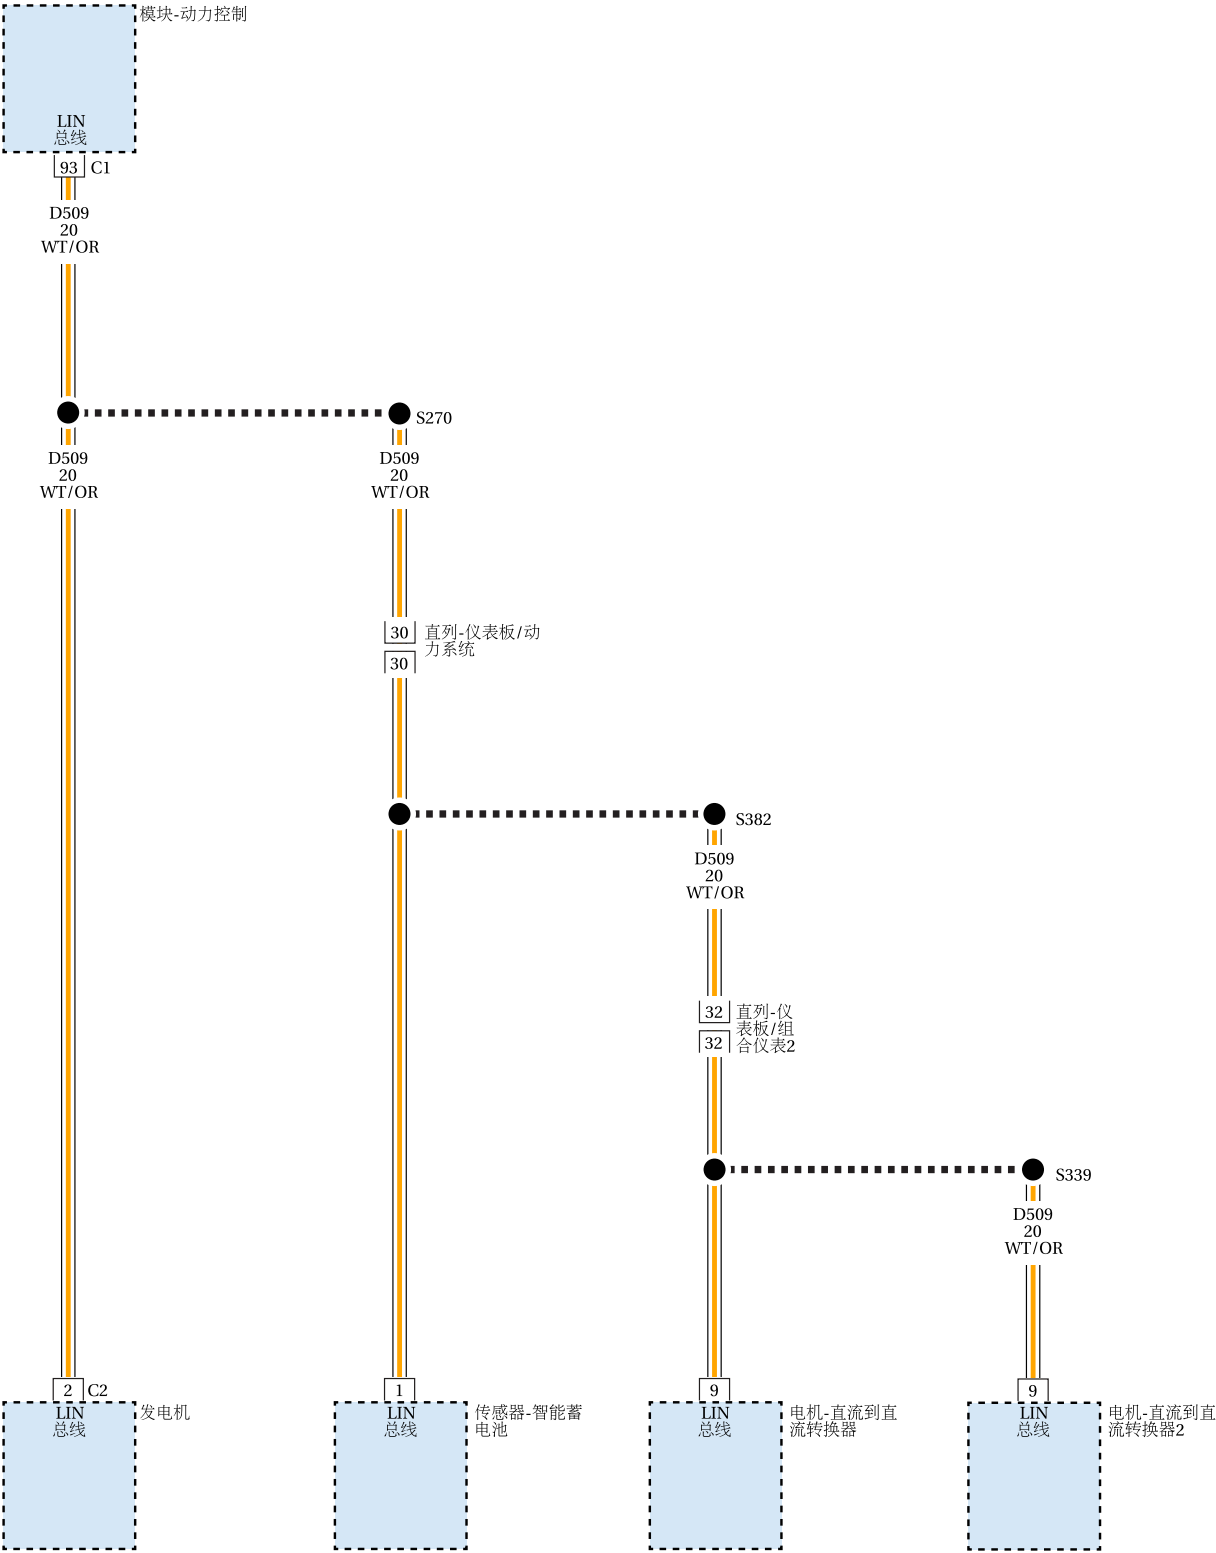 模块-动力控制
LIN
总线
93 C1
D509
20
WT/OR
S270
D509
20
WT/OR
D509
20
WT/OR
30
30
直列-仪表板/动
力系统
S382
D509
20
WT/OR
32
32
直列-仪
表板/组
合仪表2
S339
D509
20
WT/OR
2 C2
LIN
总线
发电机
1
LIN
总线
传感器-智能蓄
电池
9
LIN
总线
电机-直流到直
流转换器
9
LIN
总线
电机-直流到直
流转换器2